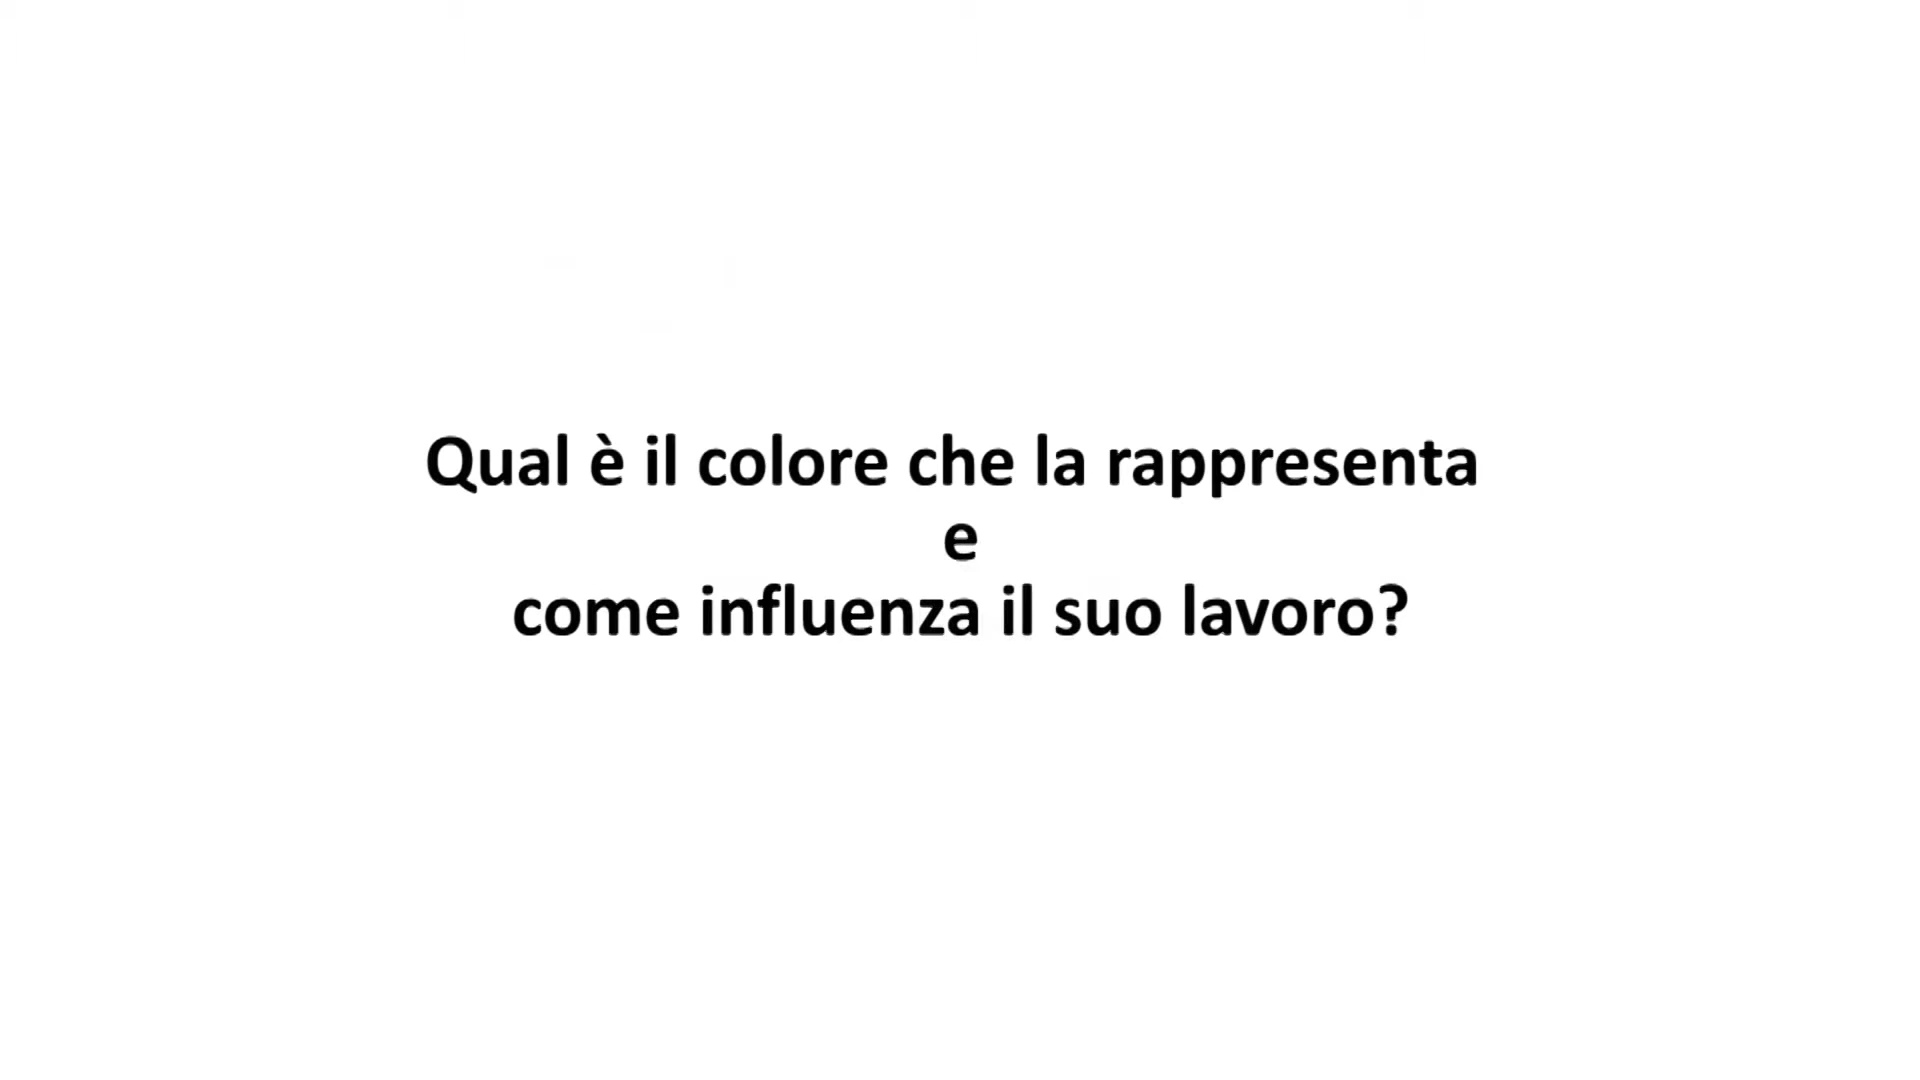 Qual è il colore che la rappresenta
e
come influenza il suo lavoro?